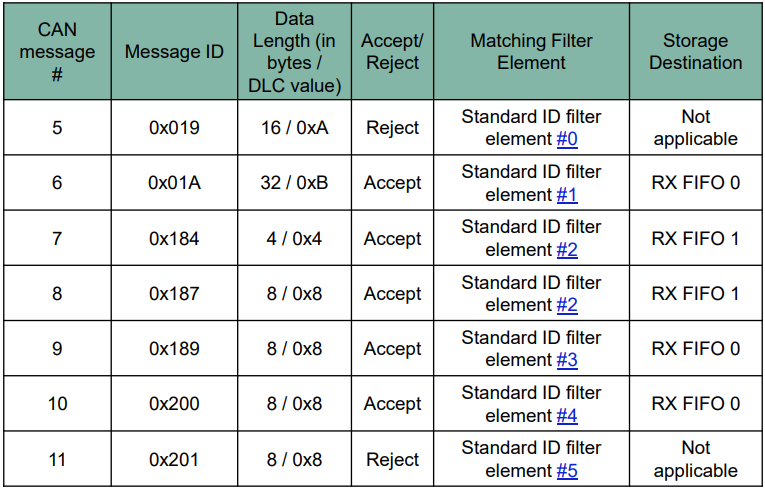 CAN message # | Message ID | Data Length (in bytes / DLC value) | Accept/ Reject | Matching Filter Element | Storage Destination
5 | 0x019 | 16 / 0xA | Reject | Standard ID filter element #0 | Not applicable
6 | 0x01A | 32 / 0xB | Accept | Standard ID filter element #1 | RX FIFO 0
7 | 0x184 | 4 / 0x4 | Accept | Standard ID filter element #2 | RX FIFO 1
8 | 0x187 | 8 / 0x8 | Accept | Standard ID filter element #2 | RX FIFO 1
9 | 0x189 | 8 / 0x8 | Accept | Standard ID filter element #3 | RX FIFO 0
10 | 0x200 | 8 / 0x8 | Accept | Standard ID filter element #4 | RX FIFO 0
11 | 0x201 | 8 / 0x8 | Reject | Standard ID filter element #5 | Not applicable